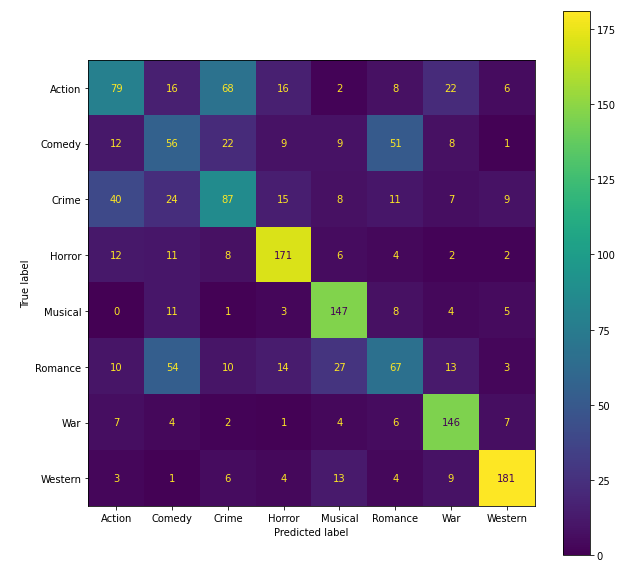 Action 79 16 68 16 2 8 22 6
Comedy 12 56 22 9 9 51 8 1
Crime 40 24 87 15 8 11 7 9
Horror 12 11 8 171 6 4 2 2
Musical 0 11 1 3 147 8 4 5
Romance 10 54 10 14 27 67 13 3
War 7 4 2 1 4 6 146 7
Western 3 1 6 4 13 4 9 181
Action Comedy Crime Horror Musical Romance War Western
Predicted label
True label
175
150
125
100
75
50
25
0